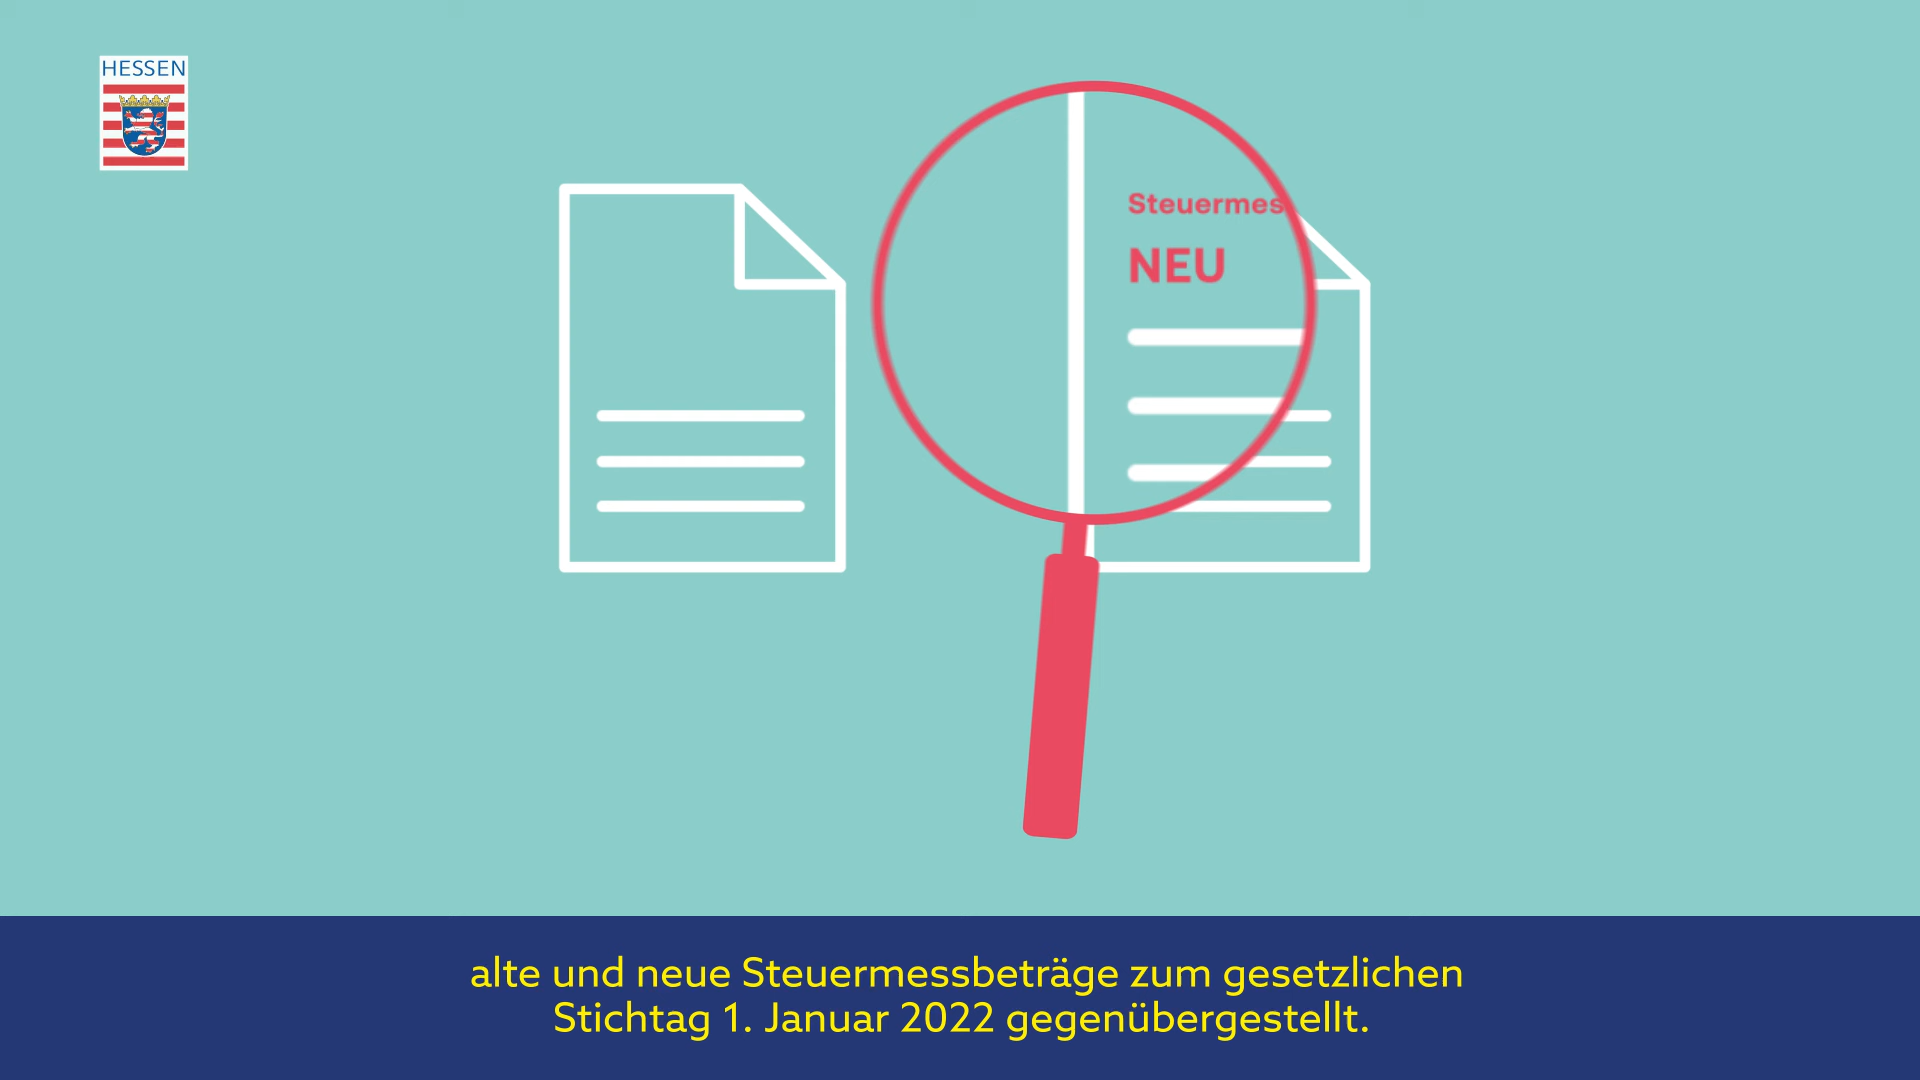 HESSEN
Steuermes
NEU
alte und neue Steuermessbeträge zum gesetzlichen
Stichtag 1. Januar 2022 gegenübergestellt.